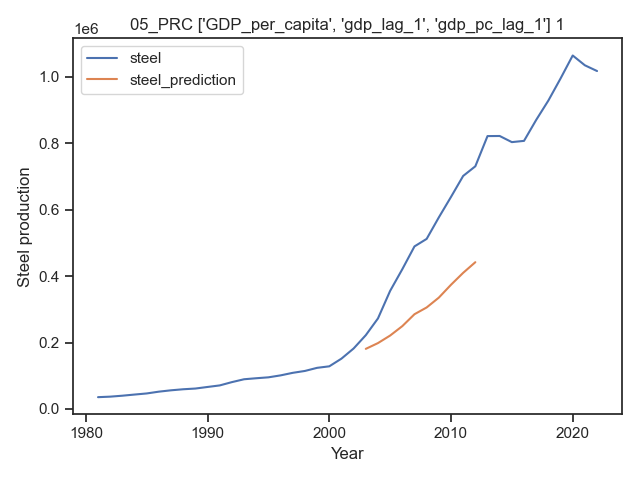 05_PRC ['GDP_per_capita', 'gdp_lag_1', 'gdp_pc_lag_1'] 1
1e6
steel
steel_prediction
1.0
0.8
0.6
0.4
0.2
0.0
Steel production
1980
1990
2000
2010
2020
Year